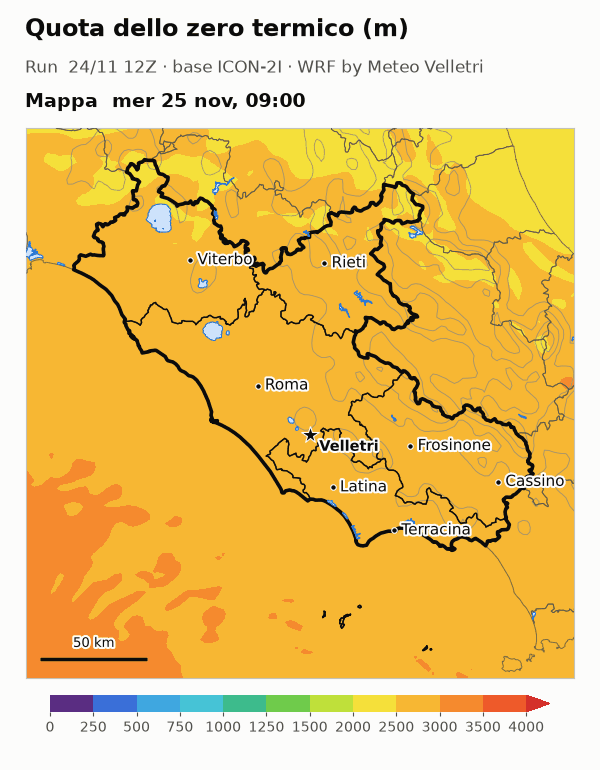 Quota dello zero termico (m)
Run 24/11 12Z · base ICON-2I · WRF by Meteo Velletri
Mappa mer 25 nov, 09:00
Viterbo
Rieti
Roma
Velletri
Frosinone
Cassino
Latina
Terracina
50 km
0 250 500 750 1000 1250 1500 2000 2500 3000 3500 4000